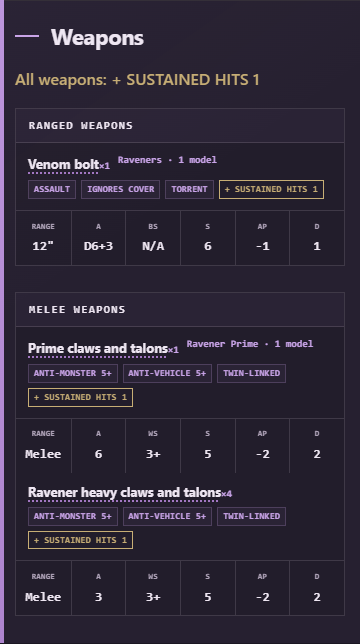 Weapons
All weapons: + SUSTAINED HITS 1
RANGED WEAPONS
Venom bolt×1 Raveners · 1 model
ASSAULT IGNORES COVER TORRENT + SUSTAINED HITS 1
RANGE A BS S AP D
12" D6+3 N/A 6 -1 1
MELEE WEAPONS
Prime claws and talons×1 Ravener Prime · 1 model
ANTI-MONSTER 5+ ANTI-VEHICLE 5+ TWIN-LINKED
+ SUSTAINED HITS 1
RANGE A WS S AP D
Melee 6 3+ 5 -2 2
Ravener heavy claws and talons×4
ANTI-MONSTER 5+ ANTI-VEHICLE 5+ TWIN-LINKED
+ SUSTAINED HITS 1
RANGE A WS S AP D
Melee 3 3+ 5 -2 2